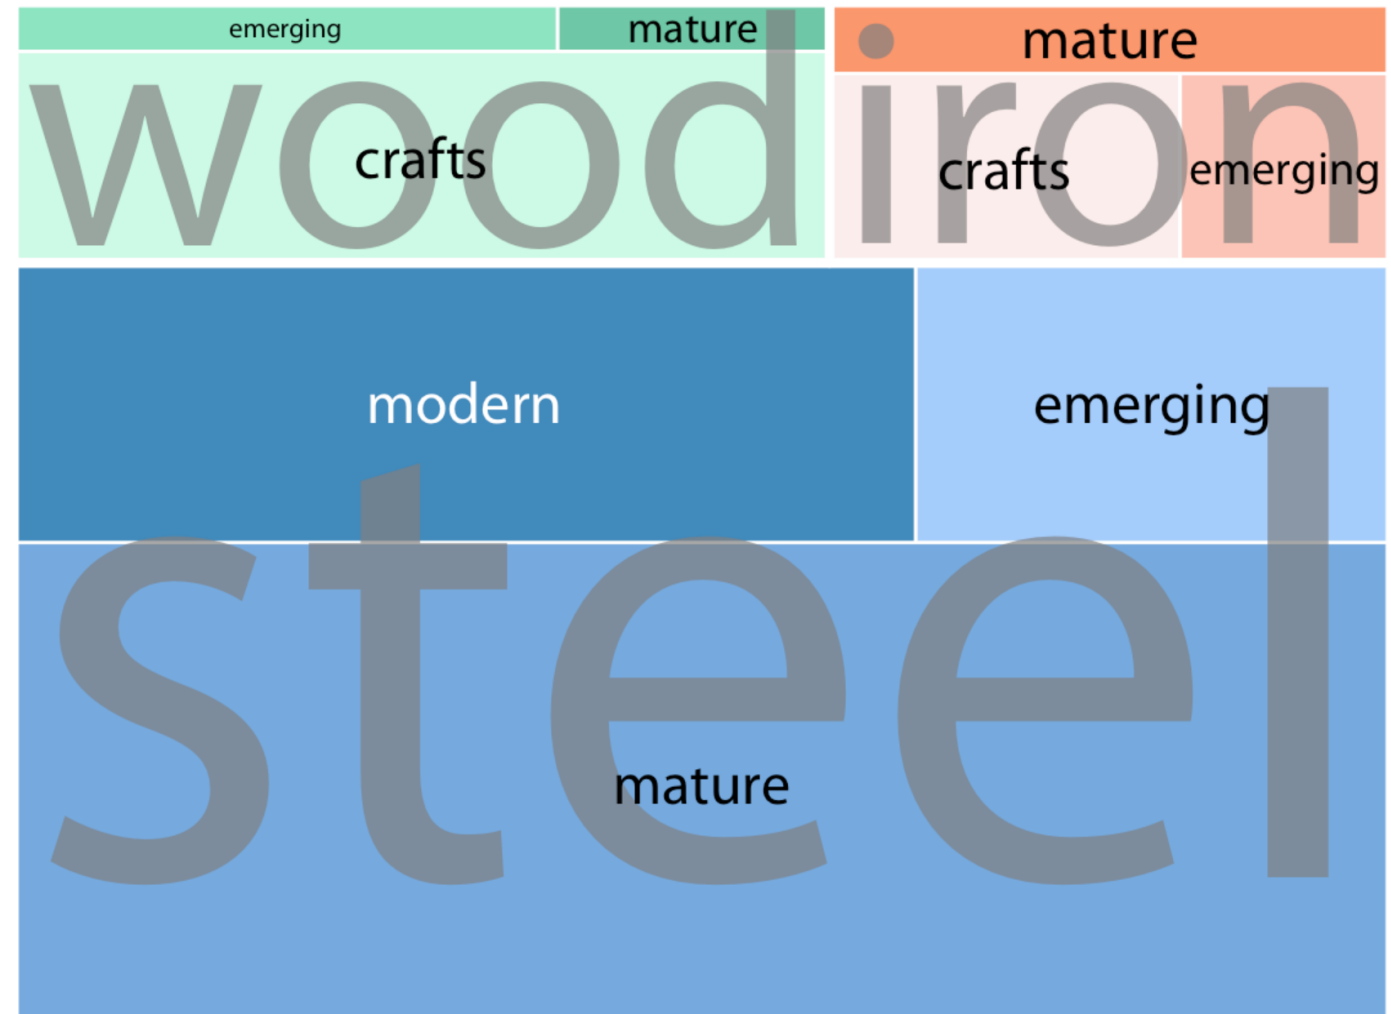 emerging
mature
wood
crafts
mature
iron
crafts
emerging
modern
emerging
steel
mature